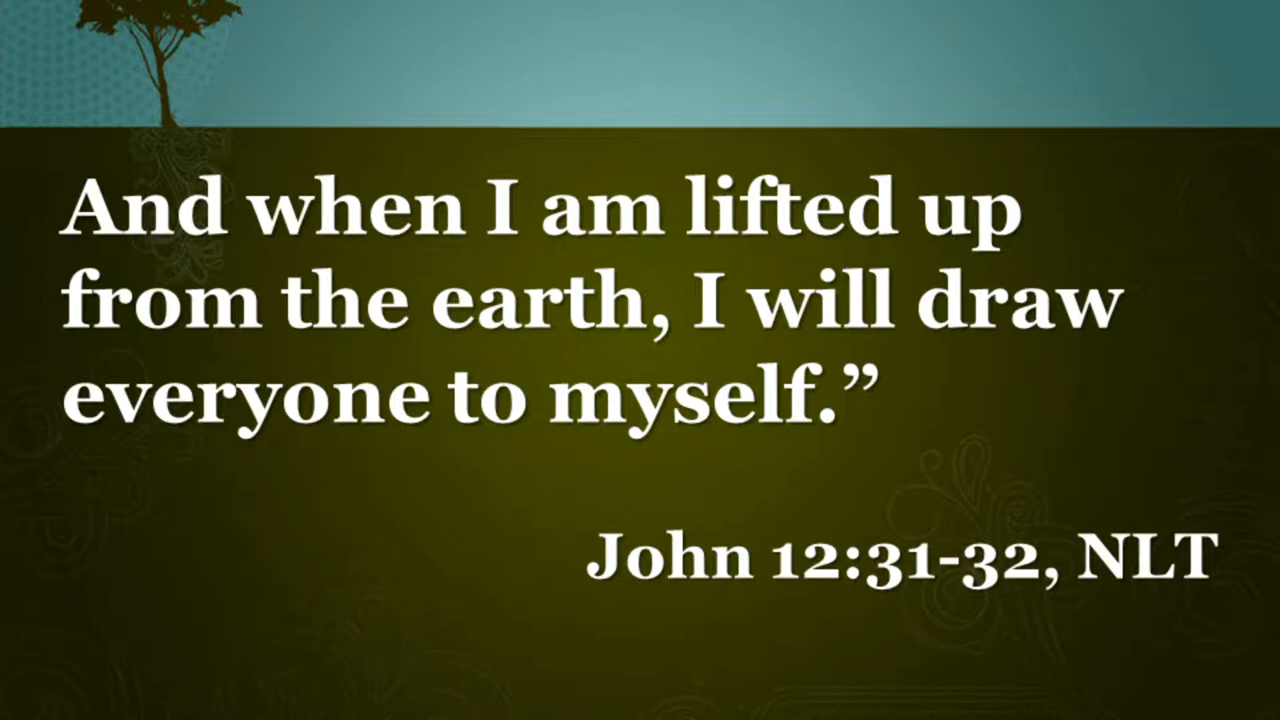 And when I am lifted up
from the earth, I will draw
everyone to myself.”
John 12:31-32, NLT